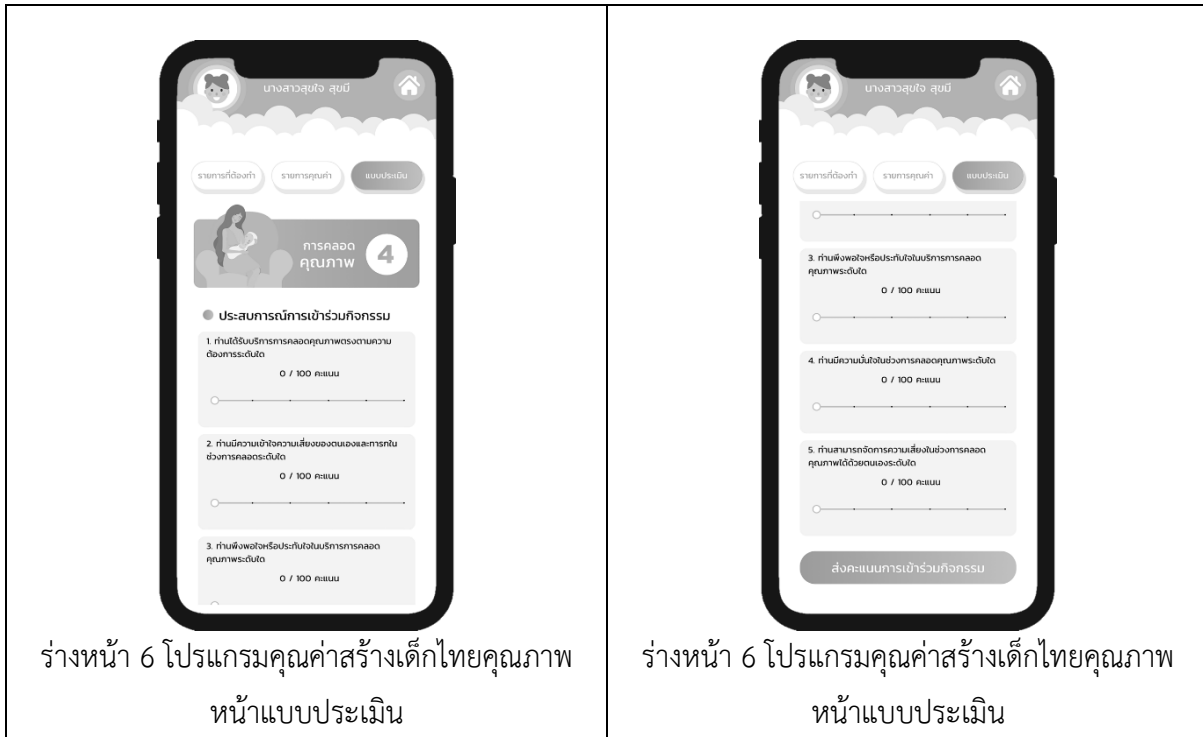 นางสาวสุขใจ สุขมี
รายการที่ต้องทำ
รายการคุณค่า
แบบประเมิน
การคลอด
คุณภาพ
4
ประสบการณ์การเข้าร่วมกิจกรรม
1. ท่านได้รับบริการการคลอดคุณภาพตรงตามความ
ต้องการระดับใด
0 / 100 คะแนน
2. ท่านมีความเข้าใจความเสี่ยงของตนเองและทารกใน
ช่วงการคลอดระดับใด
0 / 100 คะแนน
3. ท่านพึงพอใจหรือประทับใจในบริการการคลอด
คุณภาพระดับใด
0 / 100 คะแนน
ร่างหน้า 6 โปรแกรมคุณค่าสร้างเด็กไทยคุณภาพ
หน้าแบบประเมิน
นางสาวสุขใจ สุขมี
รายการที่ต้องทำ
รายการคุณค่า
แบบประเมิน
3. ท่านพึงพอใจหรือประทับใจในบริการการคลอด
คุณภาพระดับใด
0 / 100 คะแนน
4. ท่านมีความมั่นใจในช่วงการคลอดคุณภาพระดับใด
0 / 100 คะแนน
5. ท่านสามารถจัดการความเสี่ยงในช่วงการคลอด
คุณภาพได้ด้วยตนเองระดับใด
0 / 100 คะแนน
ส่งคะแนนการเข้าร่วมกิจกรรม
ร่างหน้า 6 โปรแกรมคุณค่าสร้างเด็กไทยคุณภาพ
หน้าแบบประเมิน